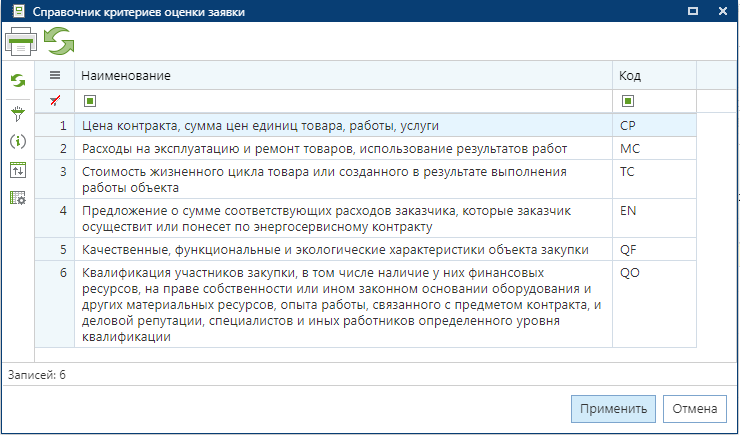 Справочник критериев оценки заявки
Наименование Код
1 Цена контракта, сумма цен единиц товара, работы, услуги CP
2 Расходы на эксплуатацию и ремонт товаров, использование результатов работ MC
3 Стоимость жизненного цикла товара или созданного в результате выполнения TC
работы объекта
4 Предложение о сумме соответствующих расходов заказчика, которые заказчик EN
осуществит или понесет по энергосервисному контракту
5 Качественные, функциональные и экологические характеристики объекта закупки QF
6 Квалификация участников закупки, в том числе наличие у них финансовых QO
ресурсов, на праве собственности или ином законном основании оборудования и
других материальных ресурсов, опыта работы, связанного с предметом контракта, и
деловой репутации, специалистов и иных работников определенного уровня
квалификации
Записей: 6
Применить Отмена